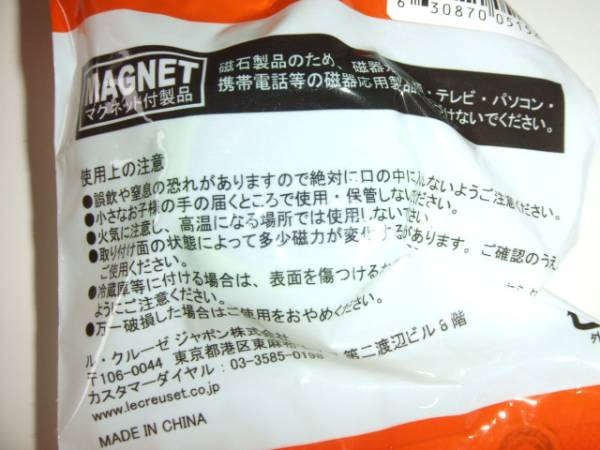 6 30870 051
MAGNET
マグネット付製品
磁石製品のため、磁器
携帯電話等の磁器応用製品 ・テレビ・パソコン・
けないでください。
使用上の注意
●誤飲や窒息の恐れがありますので絶対に口の中に れないようご注意ください。
●小さなお子様の手の届くところで使用・保管しないください。
●火気に注意し、高温になる場所では使用しないでさい。
●取り付け面の状態によって多少磁力が変化するがあります。ご確認のうえ
ご使用ください。
●冷蔵庫等に付ける場合は、表面を傷つける
ようにご注意ください。
●万一破損した場合はご使用をおやめください。
ル・クルーゼ ジャポン株式会
〒106-0044 東京都港区東麻 第二渡辺ビル8階
カスタマーダイヤル:03-3585-019
www.lecreuset.co.jp
MADE IN CHINA
外